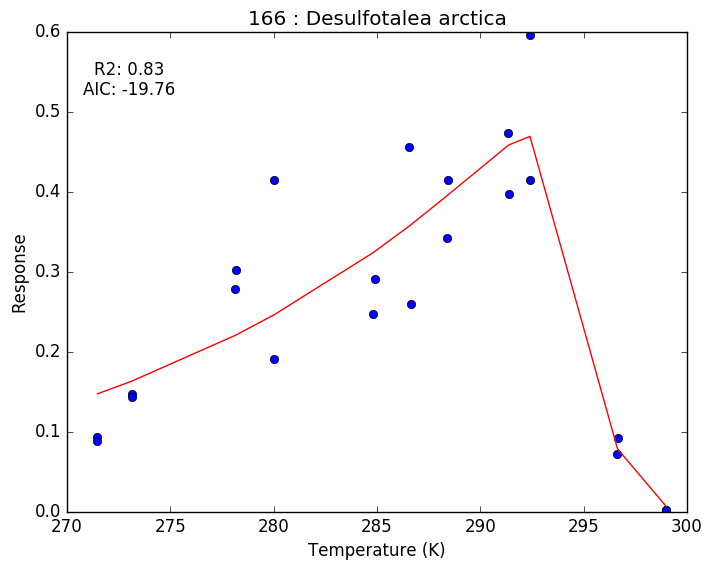 166 : Desulfotalea arctica
R2: 0.83
AIC: -19.76
Response
0.6
0.5
0.4
0.3
0.2
0.1
0.0
270 275 280 285 290 295 300
Temperature (K)